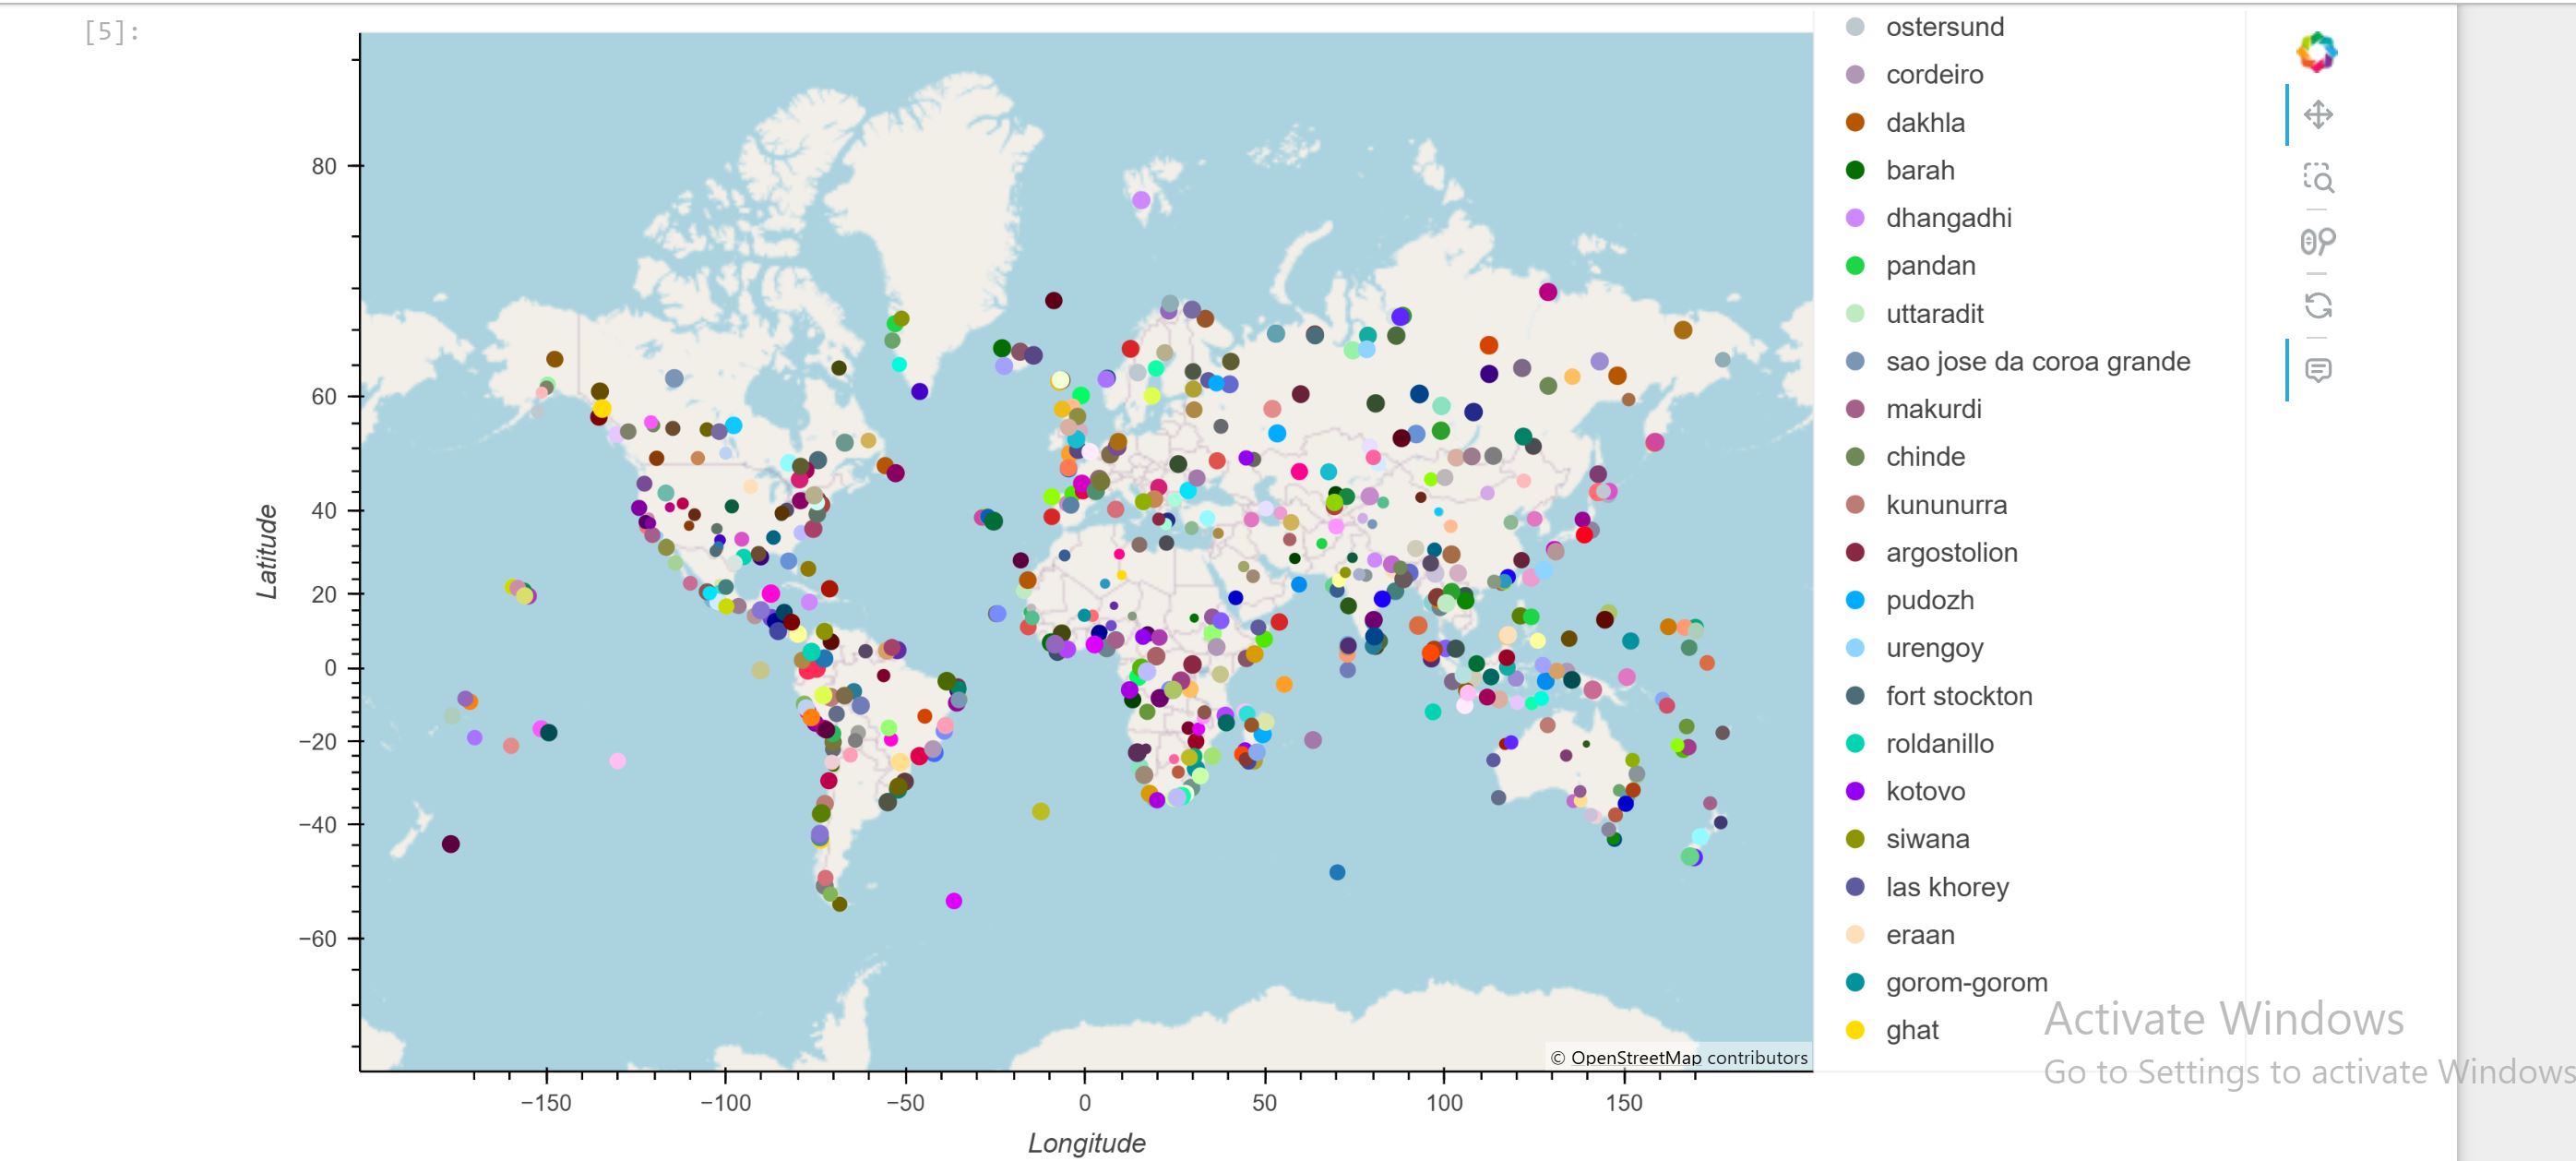 [5]:
80
60
40
20
0
−20
−40
−60
Latitude
−150
−100
−50
0
50
100
150
Longitude
© OpenStreetMap contributors
ostersund
cordeiro
dakhla
barah
dhangadhi
pandan
uttaradit
sao jose da coroa grande
makurdi
chinde
kununurra
argostolion
pudozh
urengoy
fort stockton
roldanillo
kotovo
siwana
las khorey
eraan
gorom-gorom
ghat
Activate Windows
Go to Settings to activate Windows